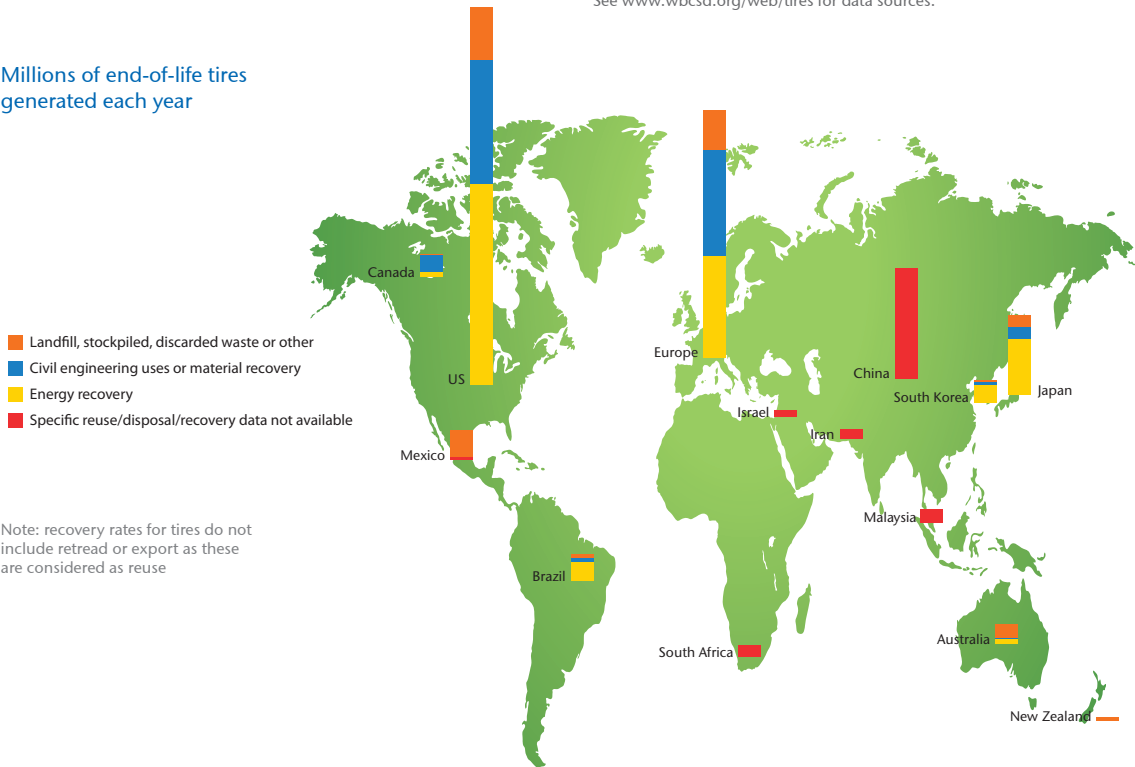 See www.wbcsd.org/web/tires for data sources.
Millions of end-of-life tires
generated each year
Canada
Landfill, stockpiled, discarded waste or other
Civil engineering uses or material recovery
Energy recovery
Specific reuse/disposal/recovery data not available
US
Europe
China
South Korea
Japan
Israel
Iran
Mexico
Malaysia
Note: recovery rates for tires do not
include retread or export as these
are considered as reuse
Brazil
South Africa
Australia
New Zealand